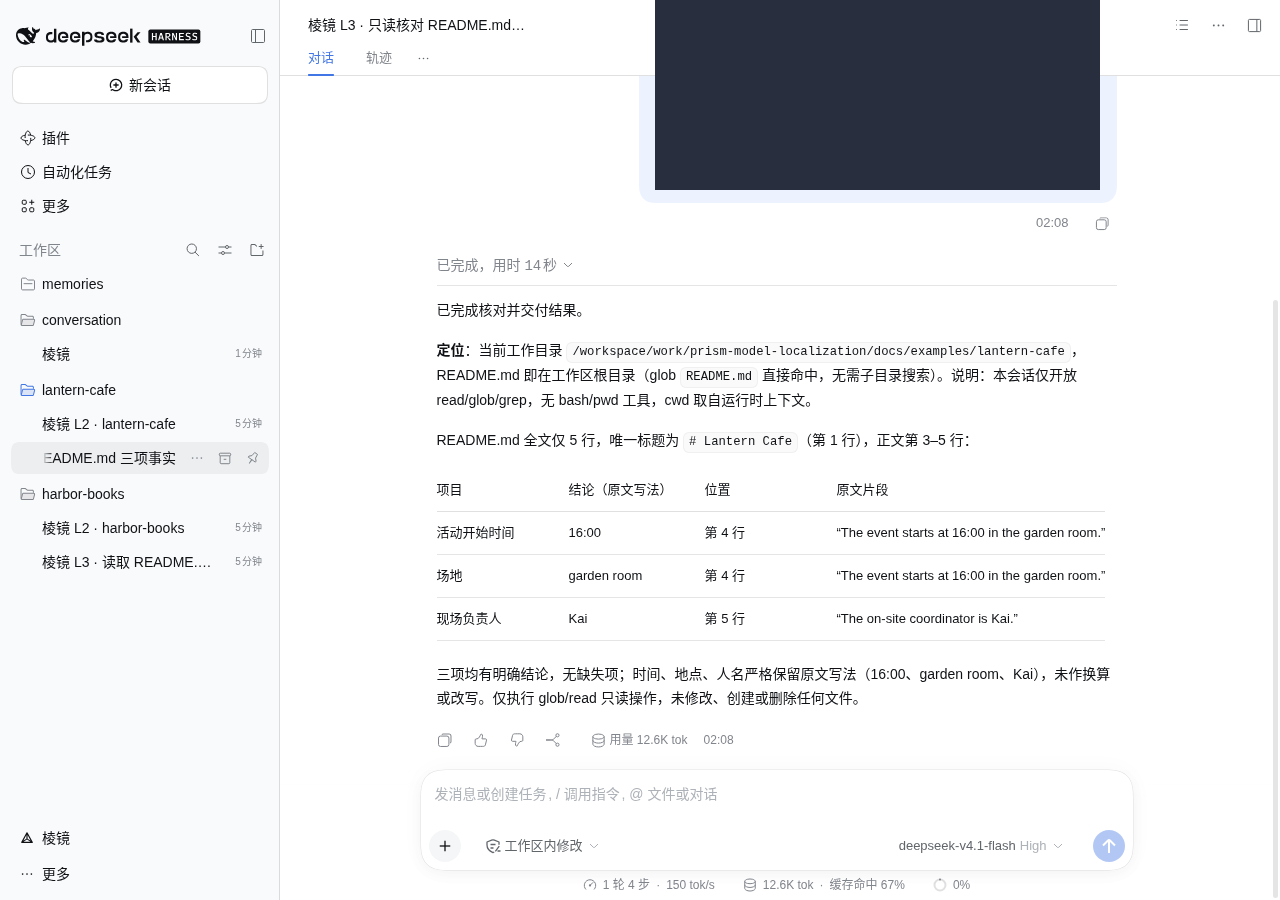 deepseek HARNESS
新会话
插件
自动化任务
更多
工作区
memories
conversation
棱镜 1分钟
lantern-cafe
棱镜 L2 · lantern-cafe 5分钟
EADME.md 三项事实 ···
harbor-books
棱镜 L2 · harbor-books 5分钟
棱镜 L3 · 读取 README.… 5分钟
棱镜
更多
棱镜 L3 · 只读核对 README.md…
对话 轨迹 ···
02:08
已完成，用时 14秒
已完成核对并交付结果。
定位：当前工作目录 /workspace/work/prism-model-localization/docs/examples/lantern-cafe，
README.md 即在工作区根目录（glob README.md 直接命中，无需子目录搜索）。说明：本会话仅开放
read/glob/grep，无 bash/pwd 工具，cwd 取自运行时上下文。
README.md 全文仅 5 行，唯一标题为 # Lantern Cafe（第 1 行），正文第 3–5 行：
项目 结论（原文写法） 位置 原文片段
活动开始时间 16:00 第 4 行 “The event starts at 16:00 in the garden room.”
场地 garden room 第 4 行 “The event starts at 16:00 in the garden room.”
现场负责人 Kai 第 5 行 “The on-site coordinator is Kai.”
三项均有明确结论，无缺失项；时间、地点、人名严格保留原文写法（16:00、garden room、Kai），未作换算
或改写。仅执行 glob/read 只读操作，未修改、创建或删除任何文件。
用量 12.6K tok 02:08
发消息或创建任务, / 调用指令, @ 文件或对话
工作区内修改 deepseek-v4.1-flash High
1 轮 4 步 · 150 tok/s 12.6K tok · 缓存命中 67% 0%